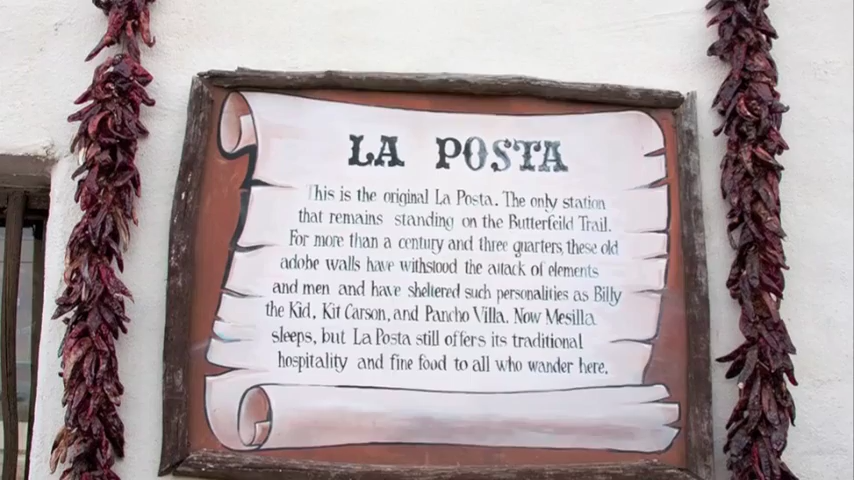 LA POSTA
This is the original La Posta. The only station
that remains standing on the Butterfeild Trail.
For more than a century and three quarters, these old
adobe walls have withstood the attack of elements
and men and have sheltered such personalities as Billy
the Kid, Kit Carson, and Pancho Villa. Now Mesilla
sleeps, but La Posta still offers its traditional
hospitality and fine food to all who wander here.